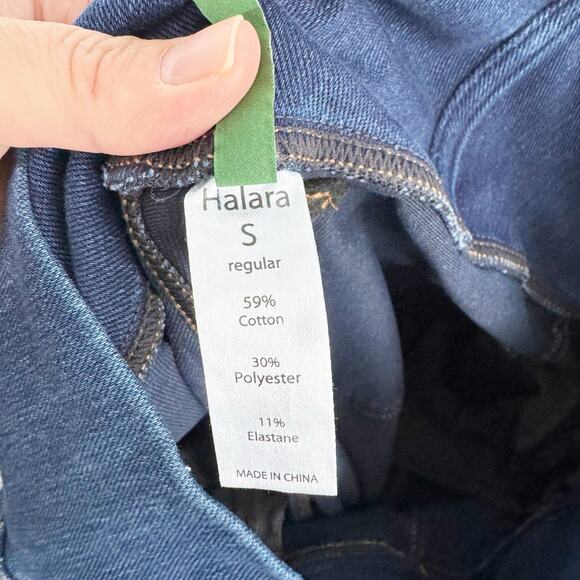 Halara
S
regular
59%
Cotton
30%
Polyester
11%
Elastane
MADE IN CHINA